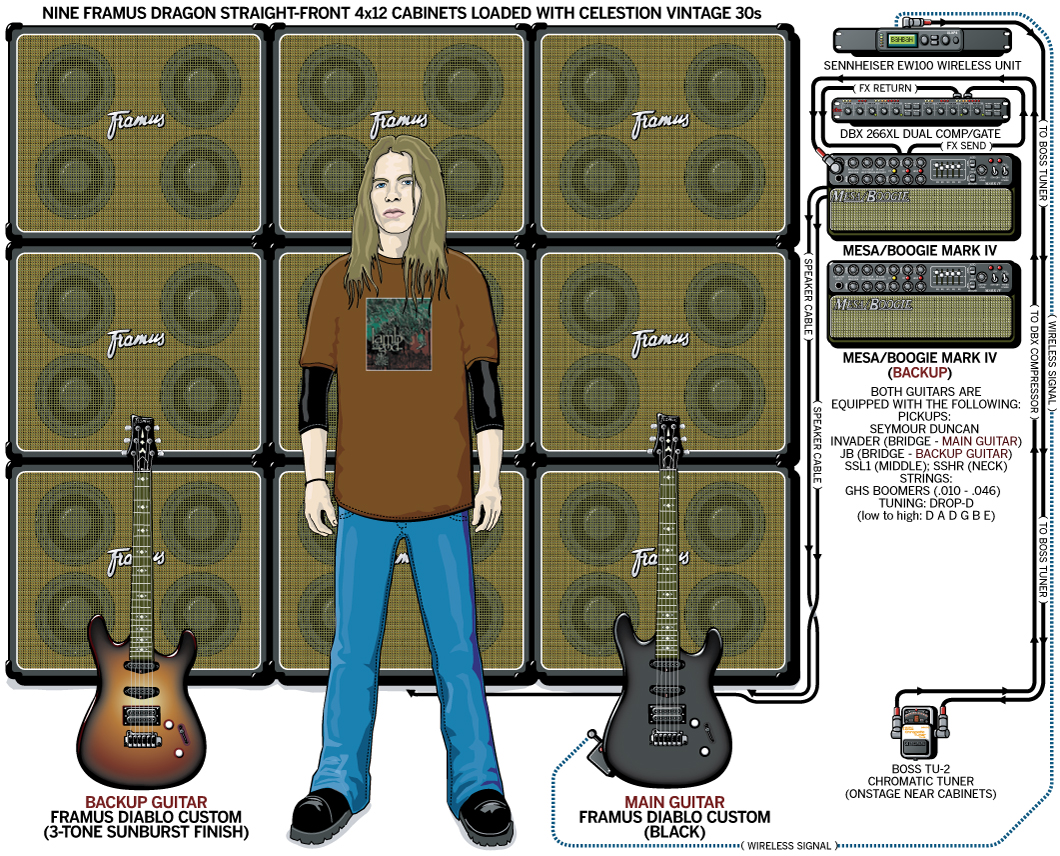 NINE FRAMUS DRAGON STRAIGHT-FRONT 4x12 CABINETS LOADED WITH CELESTION VINTAGE 30s
Framus
Framus
Framus
Framus
Framus
Framus
Framus
SENNHEISER EW100 WIRELESS UNIT
FX RETURN
DBX 266XL DUAL COMP/GATE
FX SEND
MESA/BOOGIE
MESA/BOOGIE MARK IV
MESA/BOOGIE
MESA/BOOGIE MARK IV
(BACKUP)
BOTH GUITARS ARE
EQUIPPED WITH THE FOLLOWING:
PICKUPS:
SEYMOUR DUNCAN
INVADER (BRIDGE - MAIN GUITAR)
JB (BRIDGE - BACKUP GUITAR)
SSL1 (MIDDLE); SSHR (NECK)
STRINGS:
GHS BOOMERS (.010 - .046)
TUNING: DROP-D
(low to high: D A D G B E)
SPEAKER CABLE
SPEAKER CABLE
TO BOSS TUNER
TO DBX COMPRESSOR
WIRELESS SIGNAL
TO BOSS TUNER
lamb
BOSS TU-2
CHROMATIC TUNER
(ONSTAGE NEAR CABINETS)
BACKUP GUITAR
FRAMUS DIABLO CUSTOM
(3-TONE SUNBURST FINISH)
MAIN GUITAR
FRAMUS DIABLO CUSTOM
(BLACK)
WIRELESS SIGNAL